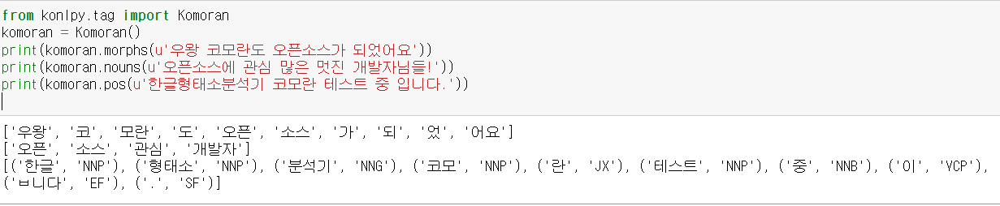 from konlpy.tag import Komoran
komoran = Komoran()
print(komoran.morphs(u'우왕 코모란도 오픈소스가 되었어요'))
print(komoran.nouns(u'오픈소스에 관심 많은 멋진 개발자님들!'))
print(komoran.pos(u'한글형태소분석기 코모란 테스트 중 입니다.'))
['우왕', '코', '모란', '도', '오픈', '소스', '가', '되', '었', '어요']
['오픈', '소스', '관심', '개발자']
[('한글', 'NNP'), ('형태소', 'NNP'), ('분석기', 'NNG'), ('코모', 'NNP'), ('란', 'JX'), ('테스트', 'NNP'), ('중', 'NNB'), ('이', 'VCP'),
('ㅂ니다', 'EF'), ('.', 'SF')]